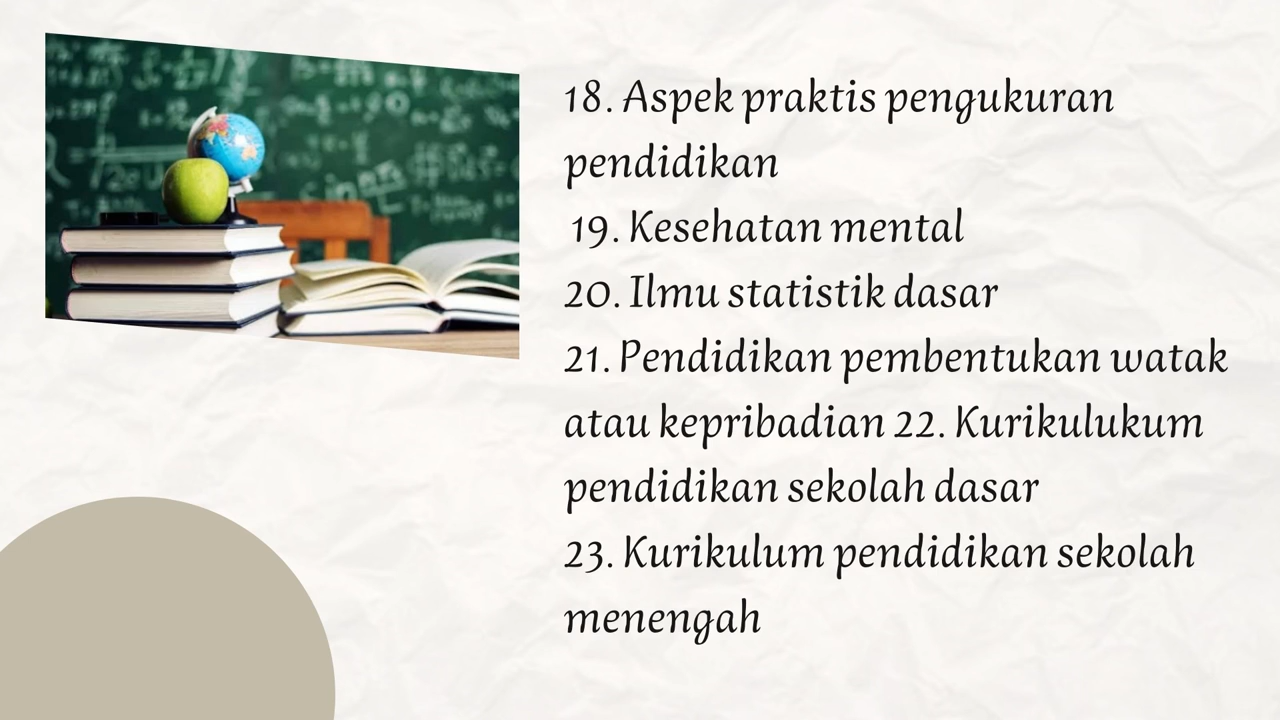 18. Aspek praktis pengukuran
pendidikan
19. Kesehatan mental
20. Ilmu statistik dasar
21. Pendidikan pembentukan watak
atau kepribadian 22. Kurikulukum
pendidikan sekolah dasar
23. Kurikulum pendidikan sekolah
menengah